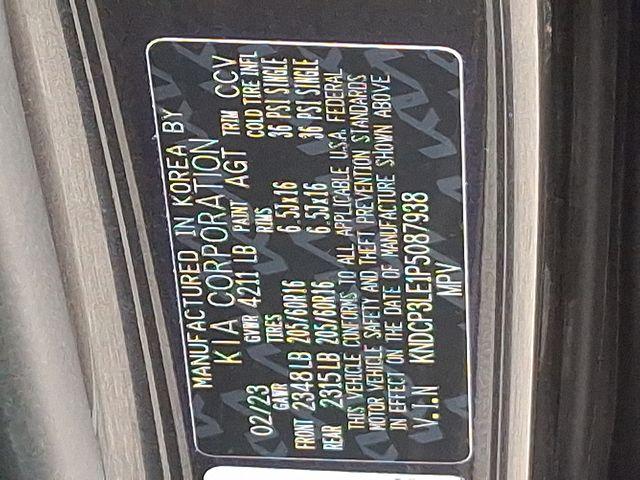 MANUFACTURED IN KOREA BY
KIA CORPORATION
02/23 GVWR 4211 LB PAINT AGT TRIM CCV
GAWR TIRES RIMS COLD TIRE INFL
FRONT 2348LB 205/60R16 6.5Jx16 36 PSI SINGLE
REAR 2315LB 205/60R16 6.5Jx16 36 PSI SINGLE
THIS VEHICLE CONFORMS TO ALL APPLICABLE U.S.A. FEDERAL
MOTOR VEHICLE SAFETY AND THEFT PREVENTION STANDARDS
IN EFFECT ON THE DATE OF MANUFACTURE SHOWN ABOVE.
V.I.N KNDCP3LE1P5087938
MPV